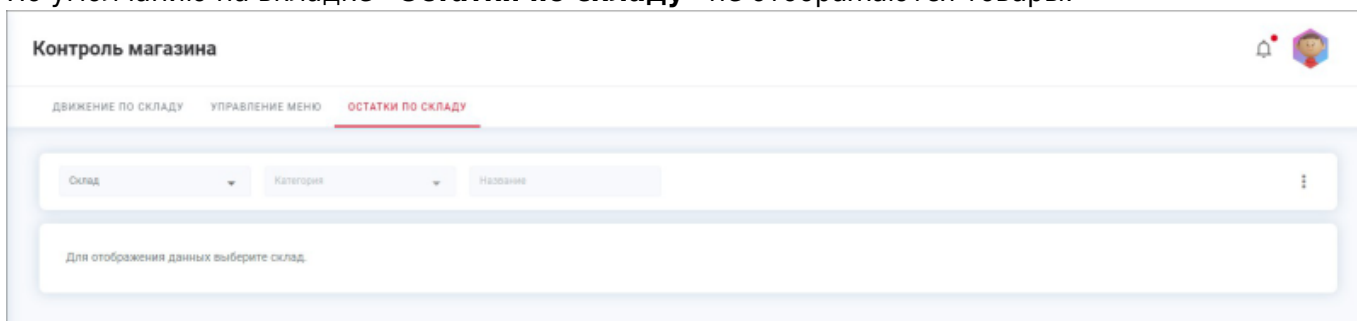 По умолчанию на вкладке "Остатки по складу" не отображаются товары.
Контроль магазина
ДВИЖЕНИЕ ПО СКЛАДУ УПРАВЛЕНИЕ МЕНЮ ОСТАТКИ ПО СКЛАДУ
Склад Категория Название
Для отображения данных выберите склад.